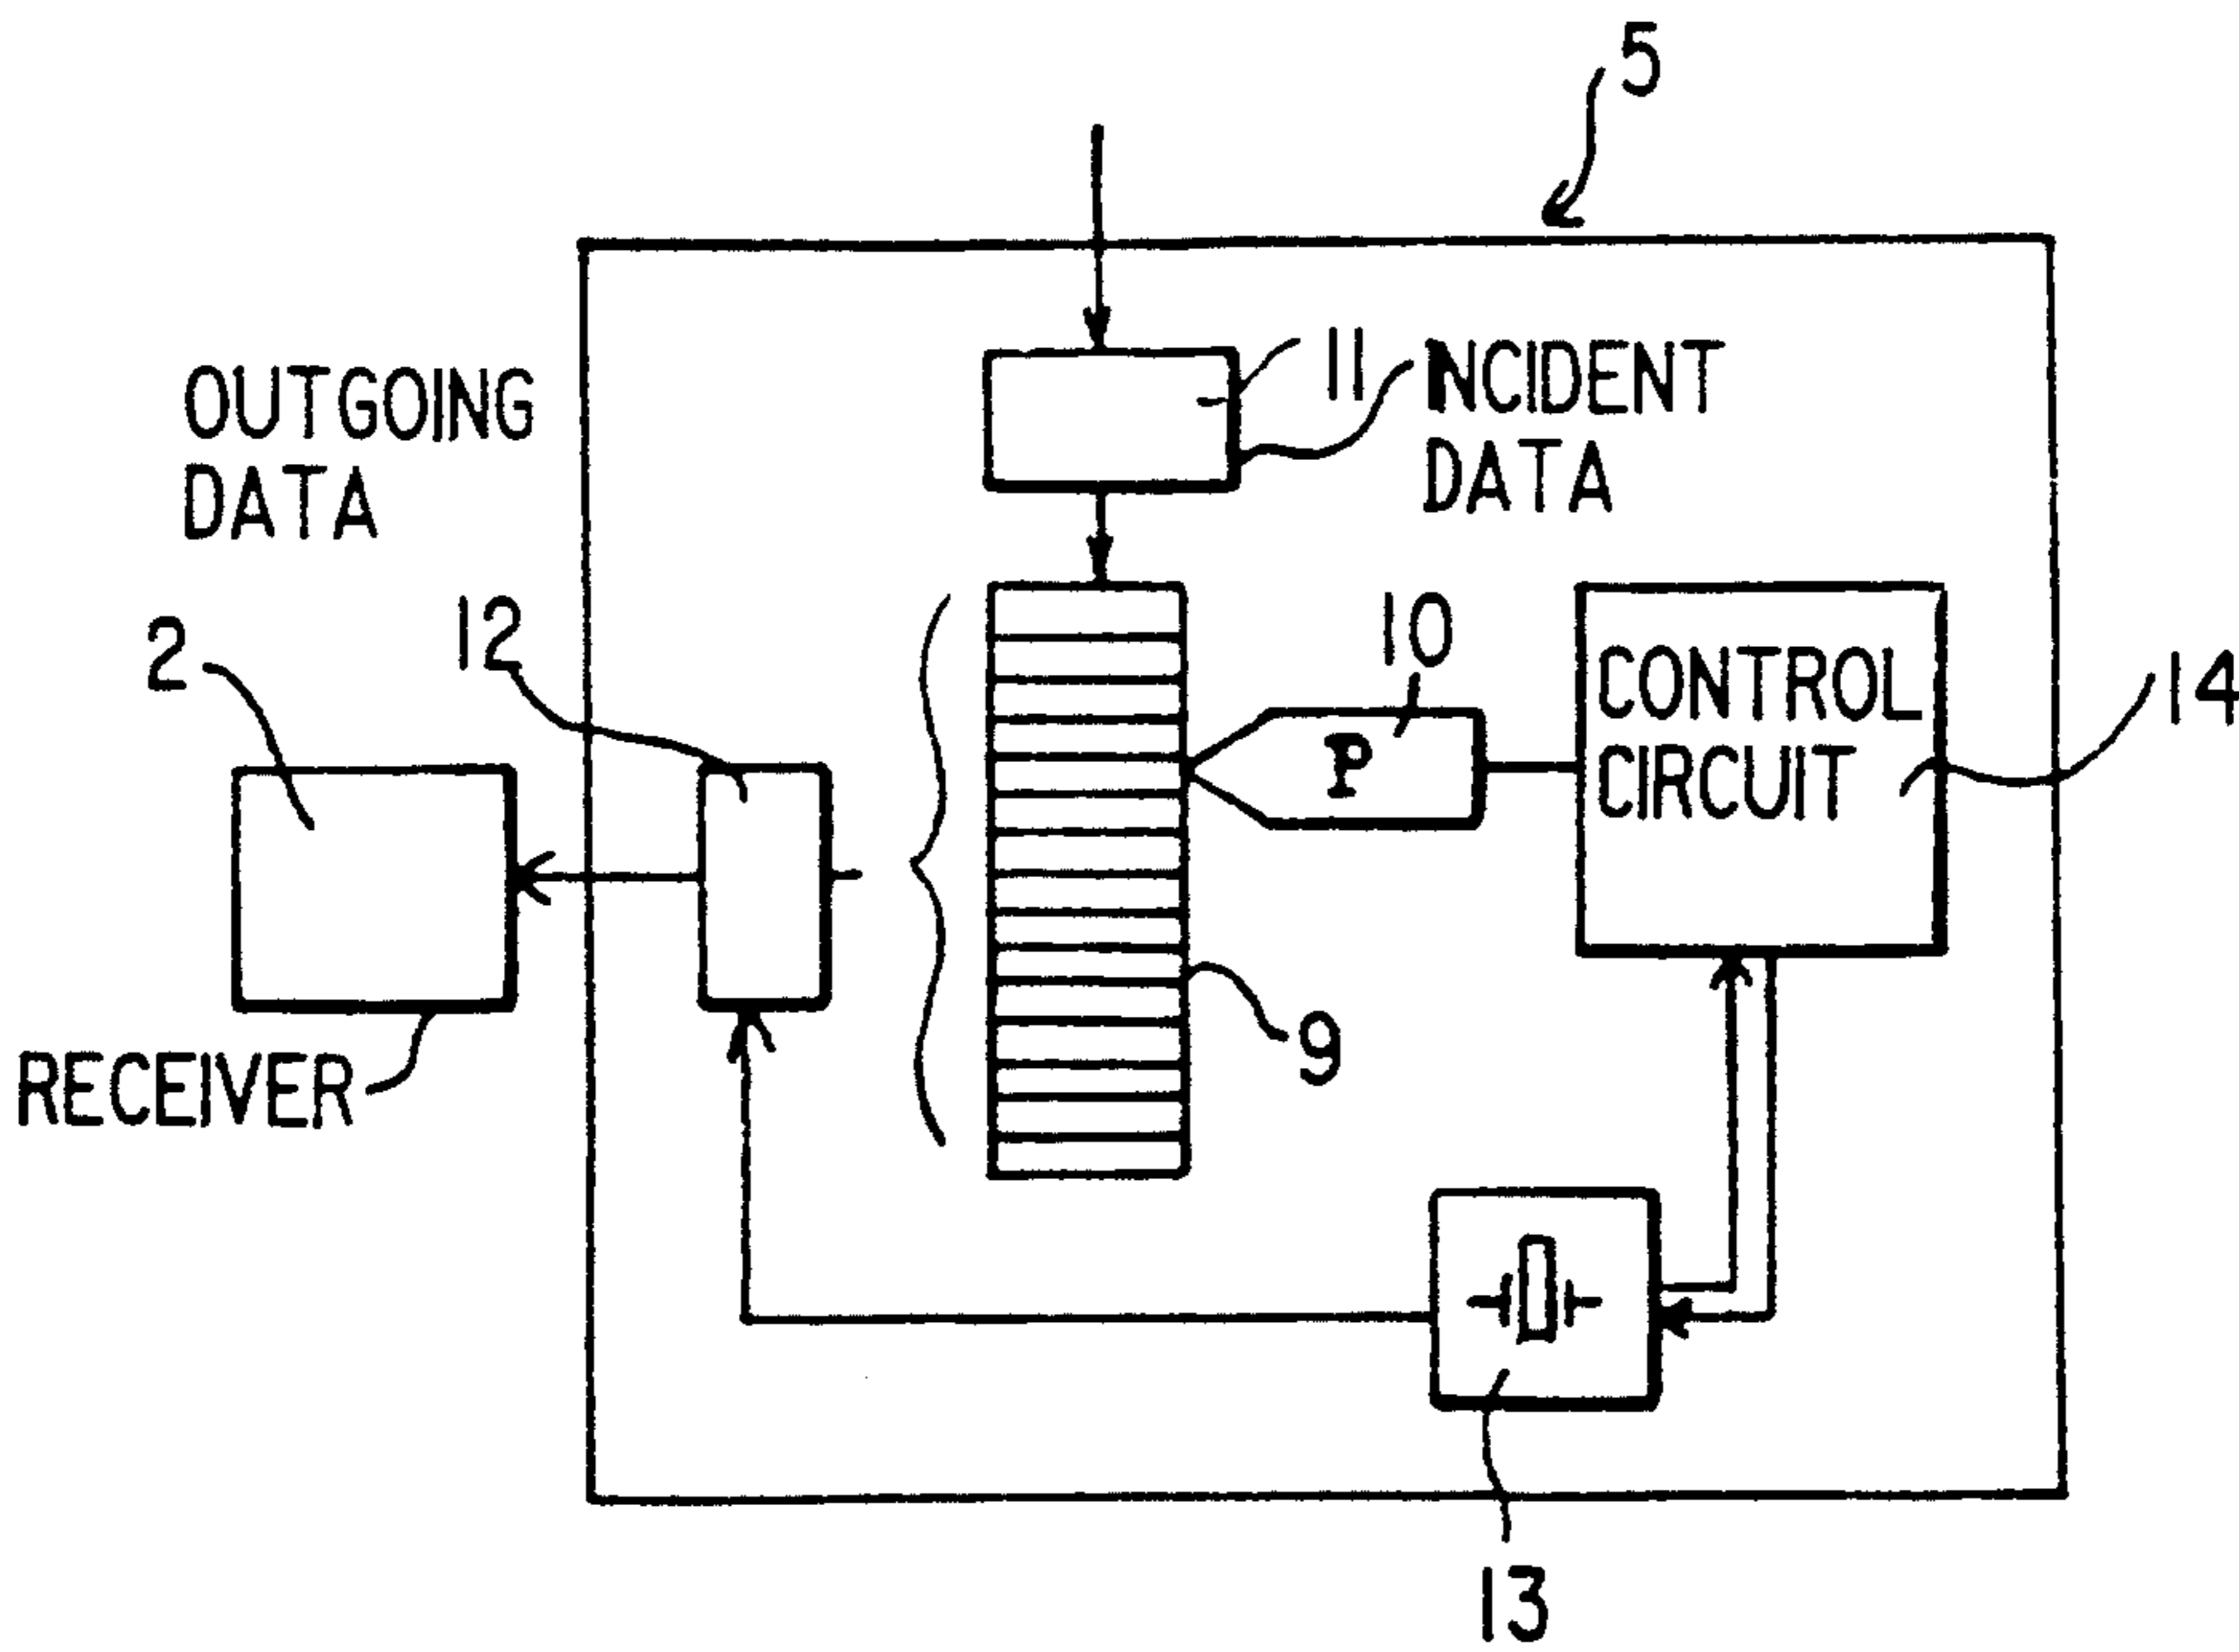 5
11
INCIDENT
DATA
OUTGOING
DATA
2
12
10
CONTROL
CIRCUIT
14
P
9
RECEIVER
13